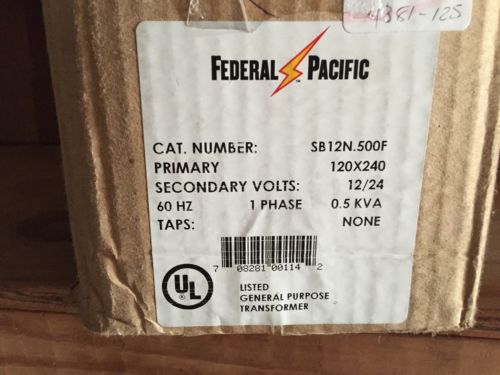 4381-125
FEDERAL PACIFIC
CAT. NUMBER: SB12N.500F
PRIMARY 120X240
SECONDARY VOLTS: 12/24
60 HZ 1 PHASE 0.5 KVA
TAPS: NONE
7 08281 00114 2
UL
LISTED
GENERAL PURPOSE
TRANSFORMER